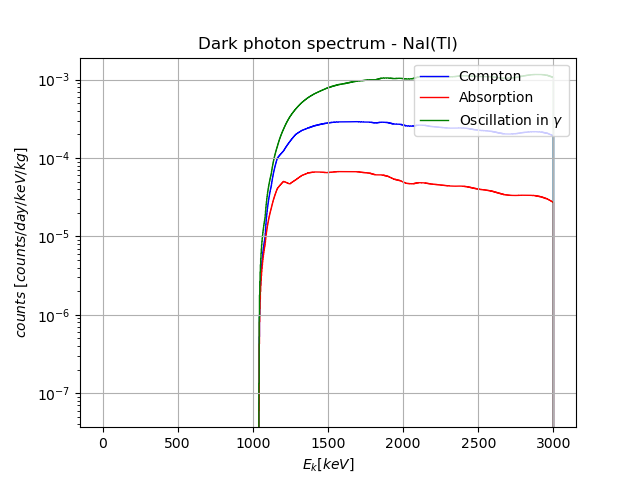 Dark photon spectrum - NaI(Tl)
Compton
Absorption
Oscillation in γ
10⁻³
10⁻⁴
10⁻⁵
10⁻⁶
10⁻⁷
counts [counts/day/keV/kg]
0 500 1000 1500 2000 2500 3000
Eₖ[keV]